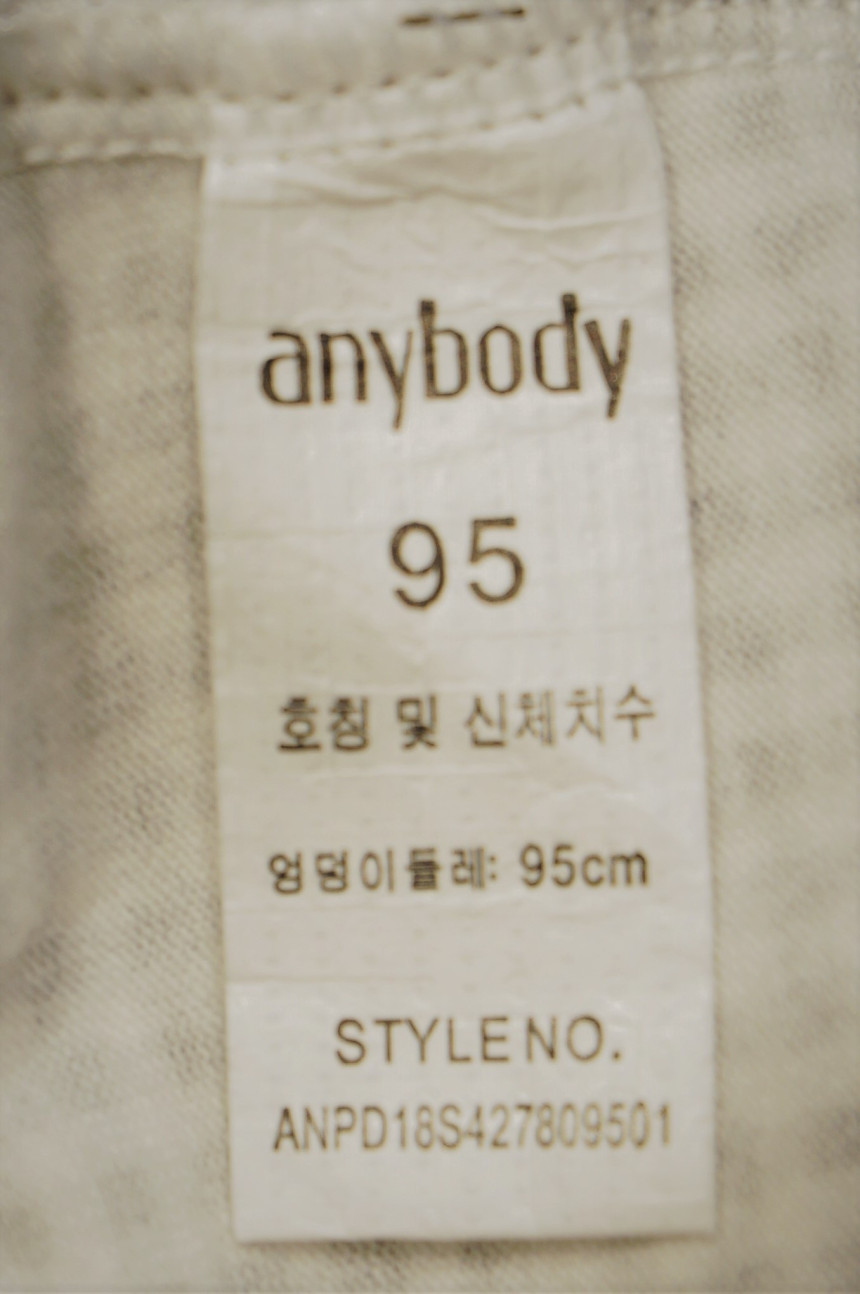 anybody
95
호칭 및 신체치수
엉덩이둘레: 95cm
STYLE NO.
ANPD18S427809501